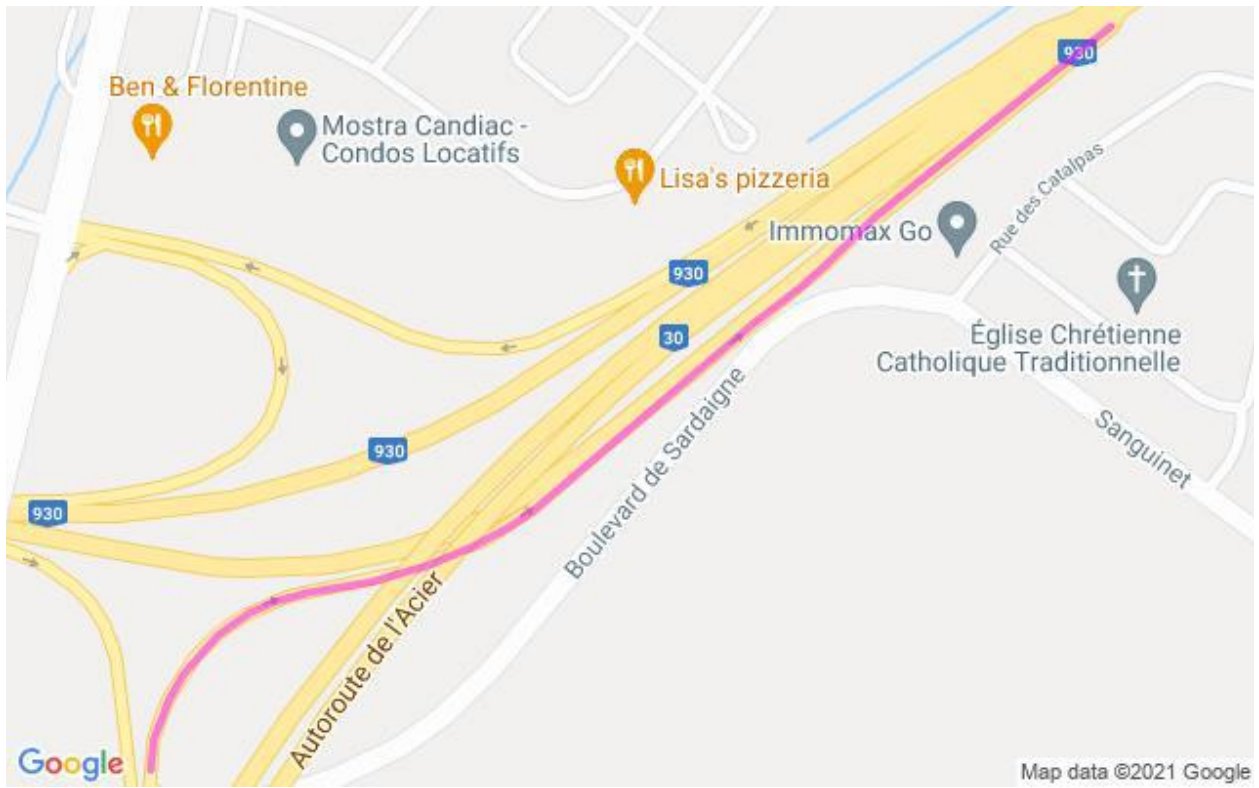 930
Ben & Florentine
Mostra Candiac -
Condos Locatifs
Lisa's pizzeria
Rue des Catalpas
Immomax Go
930
30
Église Chrétienne
Catholique Traditionnelle
Boulevard de Sardaigne
Sanguinet
930
930
Autoroute de l'Acier
Google
Map data ©2021 Google